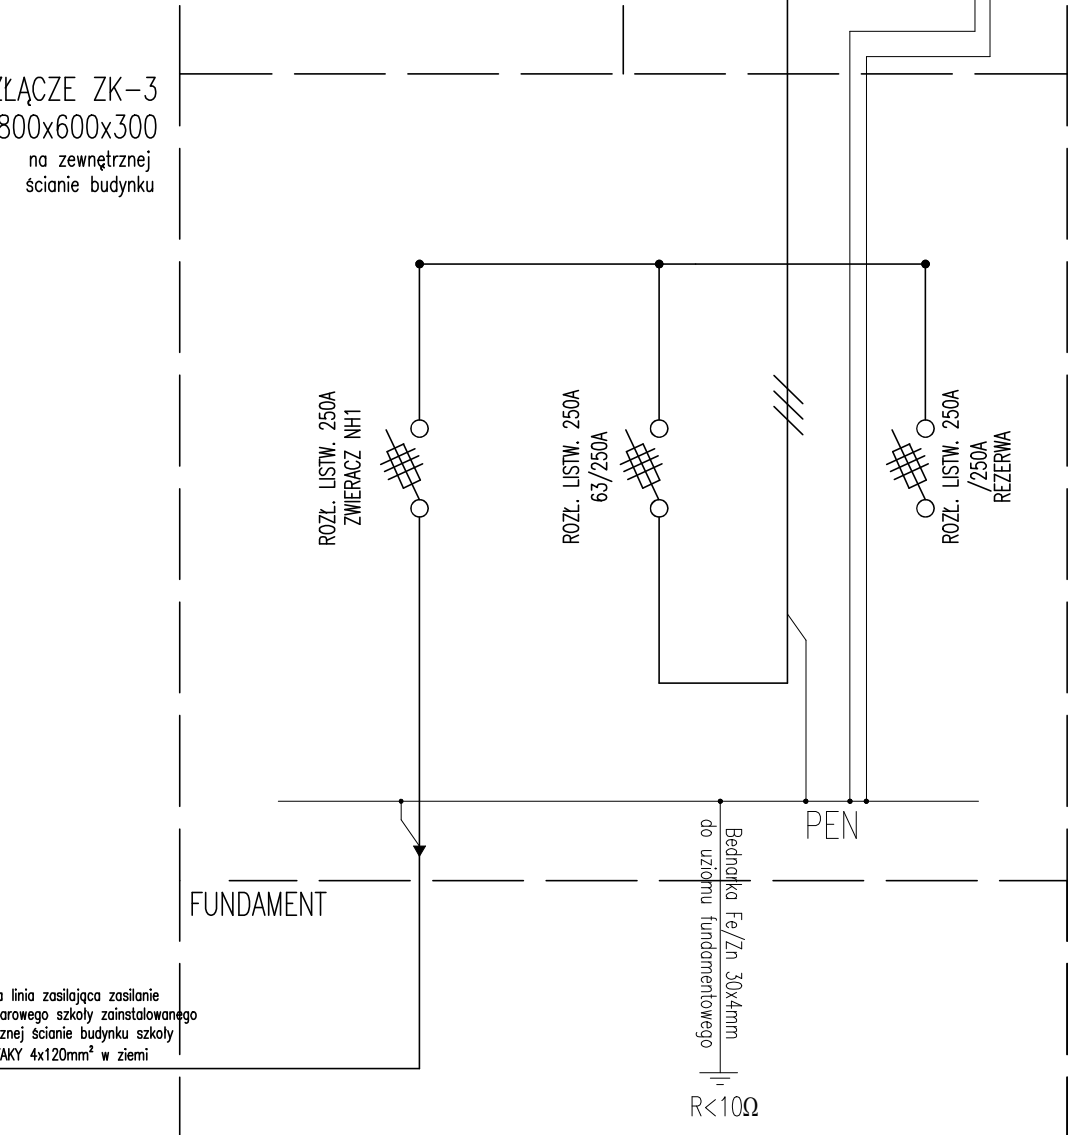 ZŁĄCZE ZK-3
800x600x300
na zewnętrznej
ścianie budynku
ROZŁ. LISTW. 250A
ZWIERACZ NH1
ROZŁ. LISTW. 250A
63/250A
ROZŁ. LISTW. 250A
/250A
REZERWA
PEN
Bednarka Fe/Zn 30x4mm
do uziomu fundamentowego
FUNDAMENT
linia zasilająca zasilanie
szkoły zainstalowanego
ścianie budynku szkoły
4x120mm² w ziemi
R<10Ω